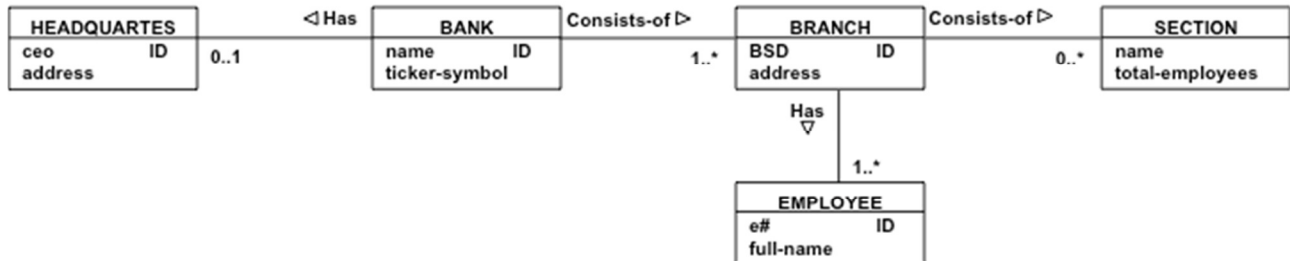 HEADQUARTES
ceo ID
address
Has
0..1
BANK
name ID
ticker-symbol
Consists-of
1..*
BRANCH
BSD ID
address
Consists-of
0..*
SECTION
name
total-employees
Has
1..*
EMPLOYEE
e# ID
full-name